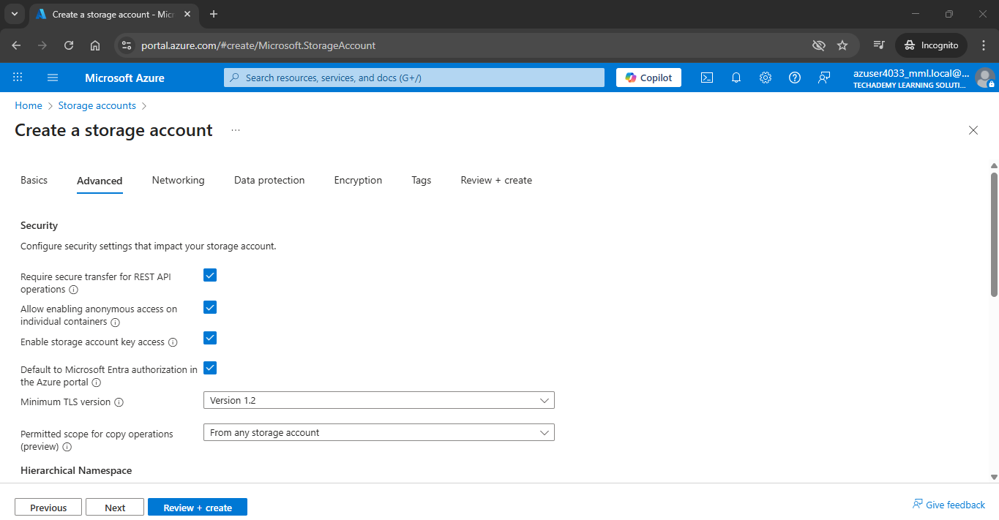 Create a storage account - Mic
portal.azure.com/#create/Microsoft.StorageAccount
Incognito
Microsoft Azure
Search resources, services, and docs (G+/)
Copilot
azuser4033_mml.local@...
TECHADEMY LEARNING SOLUTI...
Home
Storage accounts
Create a storage account
...
Basics
Advanced
Networking
Data protection
Encryption
Tags
Review + create
Security
Configure security settings that impact your storage account.
Require secure transfer for REST API
operations
Allow enabling anonymous access on
individual containers
Enable storage account key access
Default to Microsoft Entra authorization in
the Azure portal
Minimum TLS version
Version 1.2
Permitted scope for copy operations
(preview)
From any storage account
Hierarchical Namespace
Previous
Next
Review + create
Give feedback